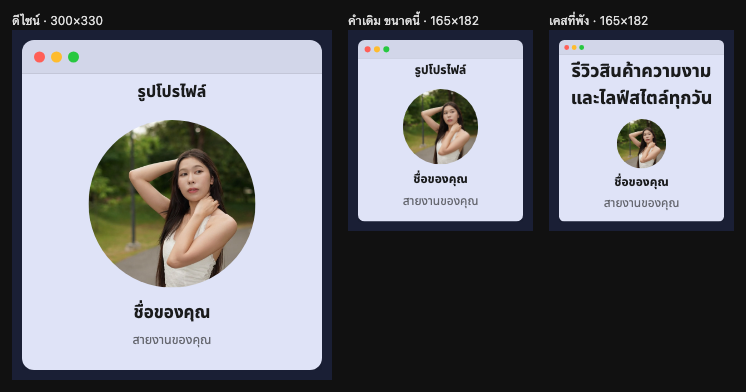 ดีไซน์ · 300×330
รูปโปรไฟล์
ชื่อของคุณ
สายงานของคุณ
คำเดิม ขนาดนี้ · 165×182
รูปโปรไฟล์
ชื่อของคุณ
สายงานของคุณ
เคสที่พัง · 165×182
รีวิวสินค้าความงาม
และไลฟ์สไตล์ทุกวัน
ชื่อของคุณ
สายงานของคุณ